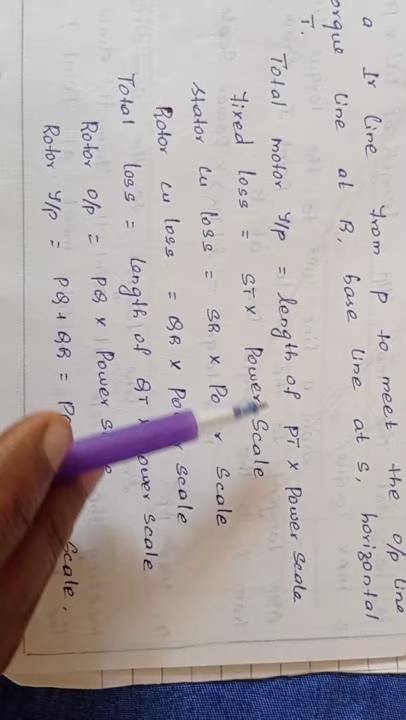 a Ir line from P to meet the o/p line
orque line at R, base line at S, horizontal
T.
Total motor y/p = length of PT x Power Scale
Fixed loss = ST x Power Scale
Stator cu loss = SR x Po r Scale
Rotor cu loss = QR x Po r scale
Total loss = length of QT x ower scale
Rotor o/p = PQ x Power s e
Rotor y/p = PQ + QR = P Scale.